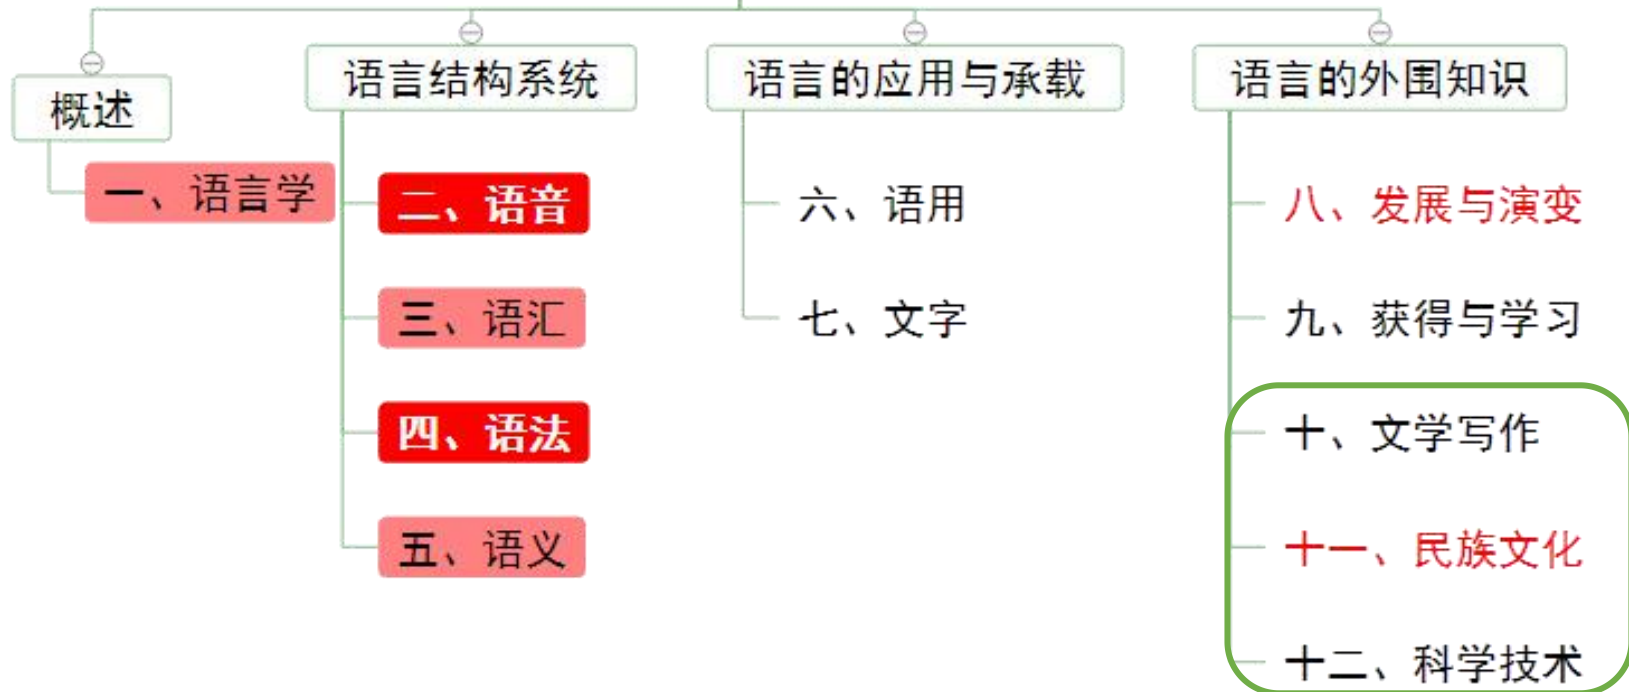 概述
一、语言学
语言结构系统
二、语音
三、语汇
四、语法
五、语义
语言的应用与承载
六、语用
七、文字
语言的外围知识
八、发展与演变
九、获得与学习
十、文学写作
十一、民族文化
十二、科学技术